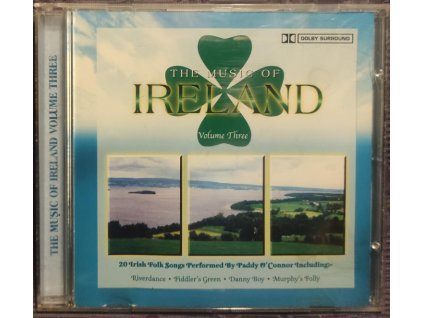 THE MUSIC OF IRELAND VOLUME THREE
DOLBY SURROUND
THE MUSIC OF
IRELAND
Volume Three
20 Irish Folk Songs Performed By Paddy O'Connor Including:-
Riverdance • Fiddler's Green • Danny Boy • Murphy's Folly